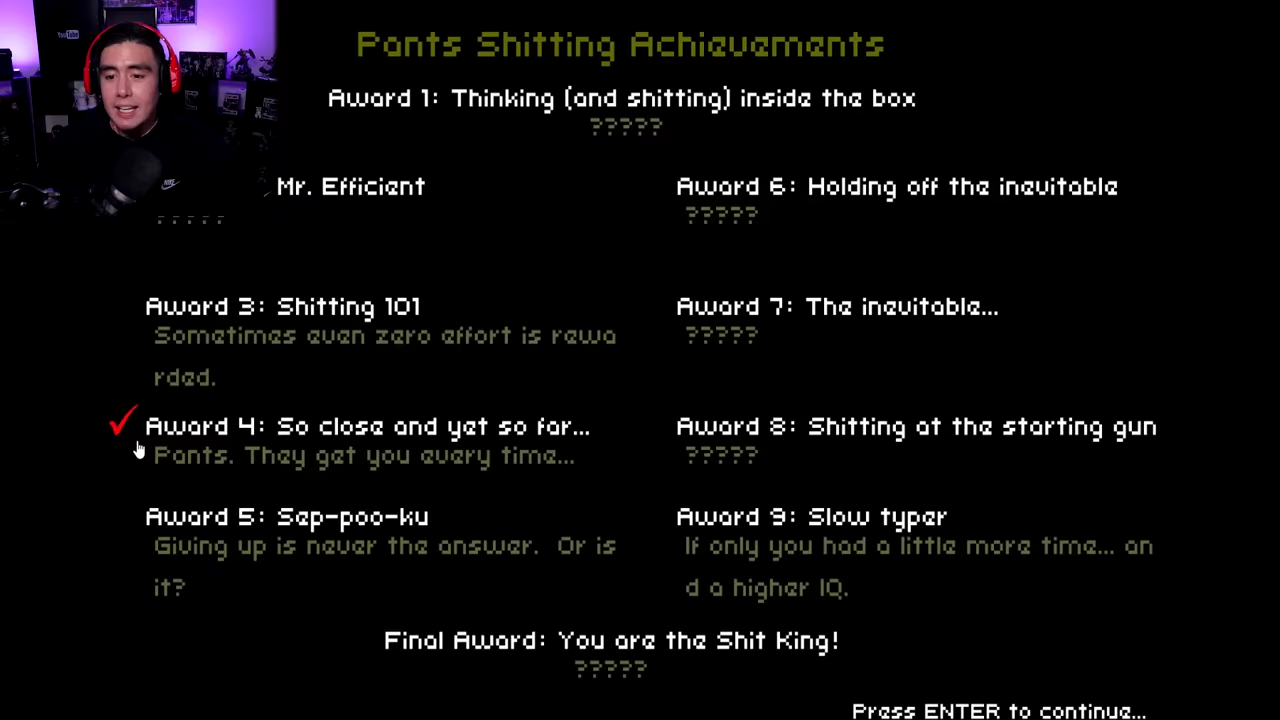 YouTube
Pants Shitting Achievements
Award 1: Thinking (and shitting) inside the box
?????
Mr. Efficient
?????
Award 3: Shitting 101
Sometimes even zero effort is rewa
rded.
Award 4: So close and yet so far...
Pants. They get you every time...
Award 5: Sep-poo-ku
Giving up is never the answer. Or is
it?
Award 6: Holding off the inevitable
?????
Award 7: The inevitable...
?????
Award 8: Shitting at the starting gun
?????
Award 9: Slow typer
If only you had a little more time... an
d a higher IQ.
Final Award: You are the Shit King!
?????
Press ENTER to continue...